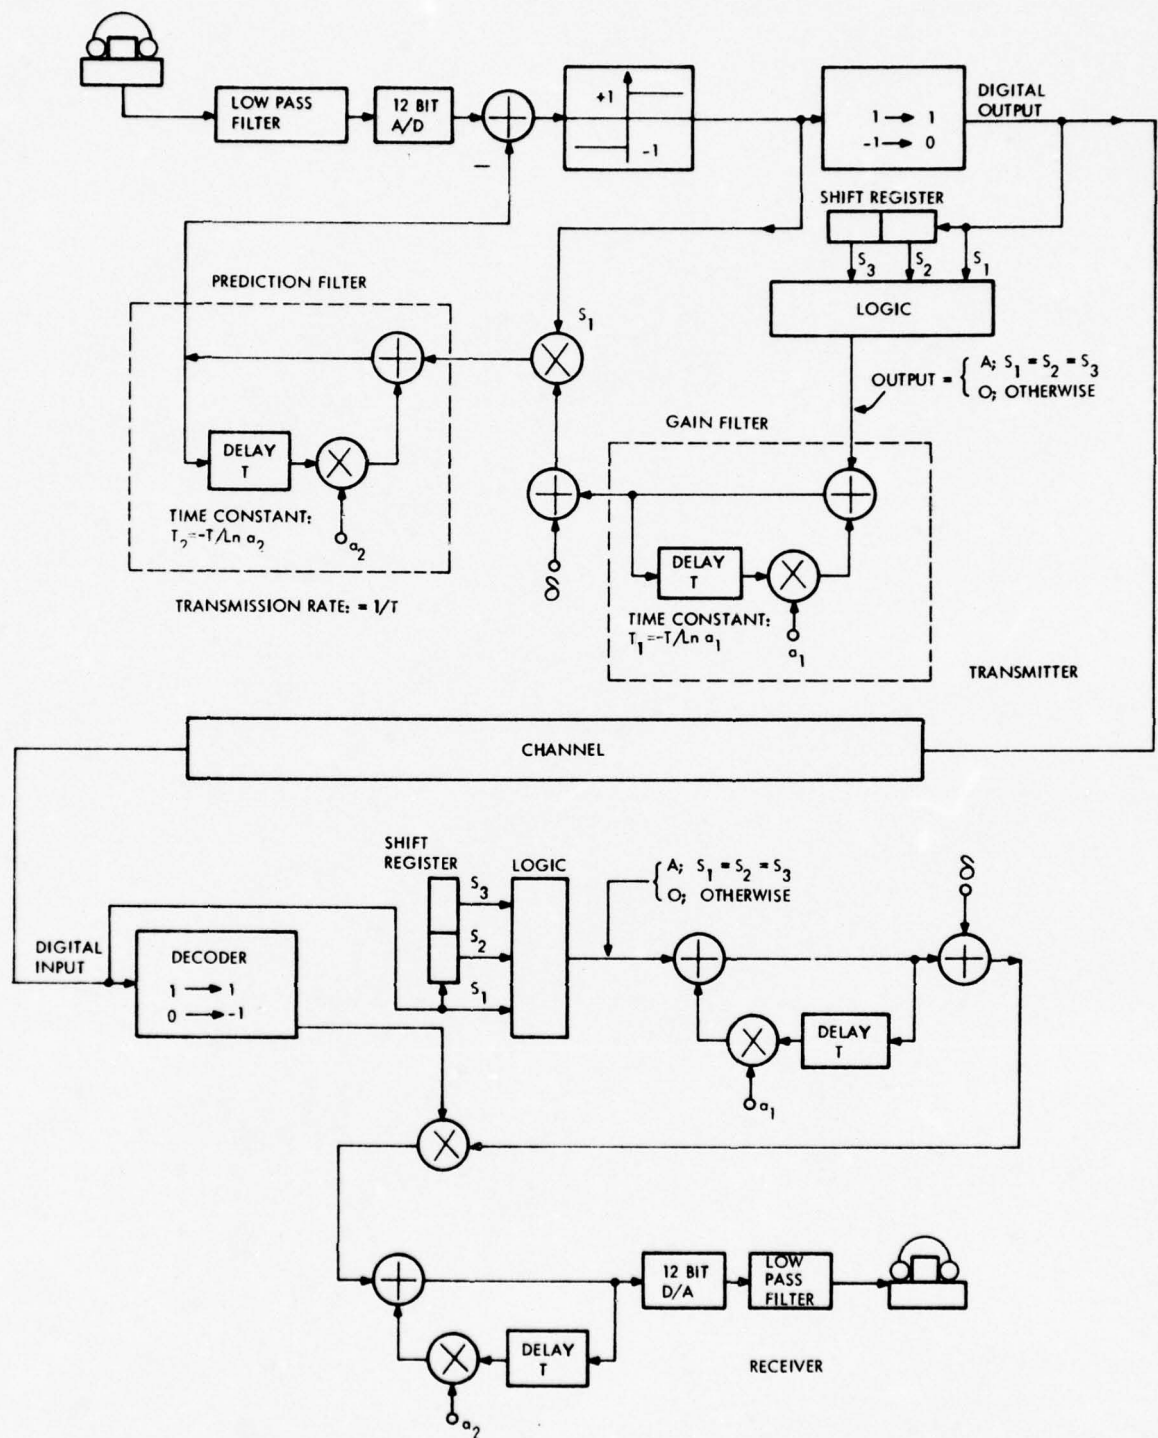 LOW PASS
FILTER
12 BIT
A/D
+1
-1
1 → 1
-1 → 0
DIGITAL
OUTPUT
−
SHIFT REGISTER
S3
S2
S1
LOGIC
PREDICTION FILTER
S1
OUTPUT = { A; S1 = S2 = S3
O; OTHERWISE
GAIN FILTER
DELAY
T
TIME CONSTANT:
T2=-T/Ln a2
a2
δ
DELAY
T
TIME CONSTANT:
T1=-T/Ln a1
a1
TRANSMISSION RATE: = 1/T
TRANSMITTER
CHANNEL
SHIFT
REGISTER
LOGIC
S3
S2
S1
{ A; S1 = S2 = S3
O; OTHERWISE
δ
DIGITAL
INPUT
DECODER
1 → 1
0 → -1
DELAY
T
a1
12 BIT
D/A
LOW
PASS
FILTER
DELAY
T
a2
RECEIVER